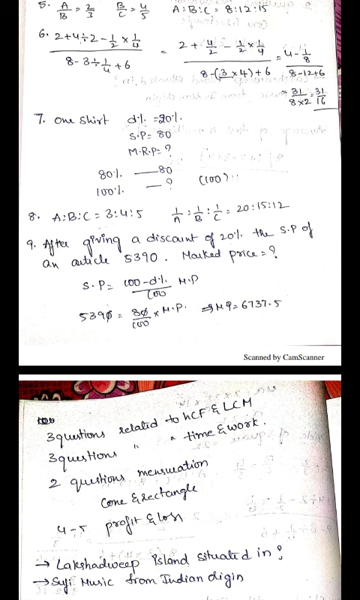 5. A/B = 2/3 B/C = 4/5 A:B:C = 8:12:15
6. (2+4÷2-1/2×1/4)/(8-3÷1/4+6) = (2+4/2-1/2×1/4)/(8-(3×4)+6) = (4-1/8)/(8-12+6)
⇒ 31/(8×2) = 31/16
7. one shirt d% = 20%
S.P = 80
M.R.P = ?
80% — 80
100% — ? (100)
8. A:B:C = 3:4:5 1/A : 1/B : 1/C = 20:15:12
9. After giving a discount of 20% the S.P of
an article 5390. Marked price = ?
S.P = (100-d%)/100 M.P
5390 = 80/100 × M.P. ⇒ M.P = 6737.5
Scanned by CamScanner
3 questions related to HCF & LCM
3 questions " " time & work.
2 questions mensuration
Cone & rectangle
4-5 profit & loss
→ Lakshadweep Island situated in?
→ Sufi Music from Indian digin